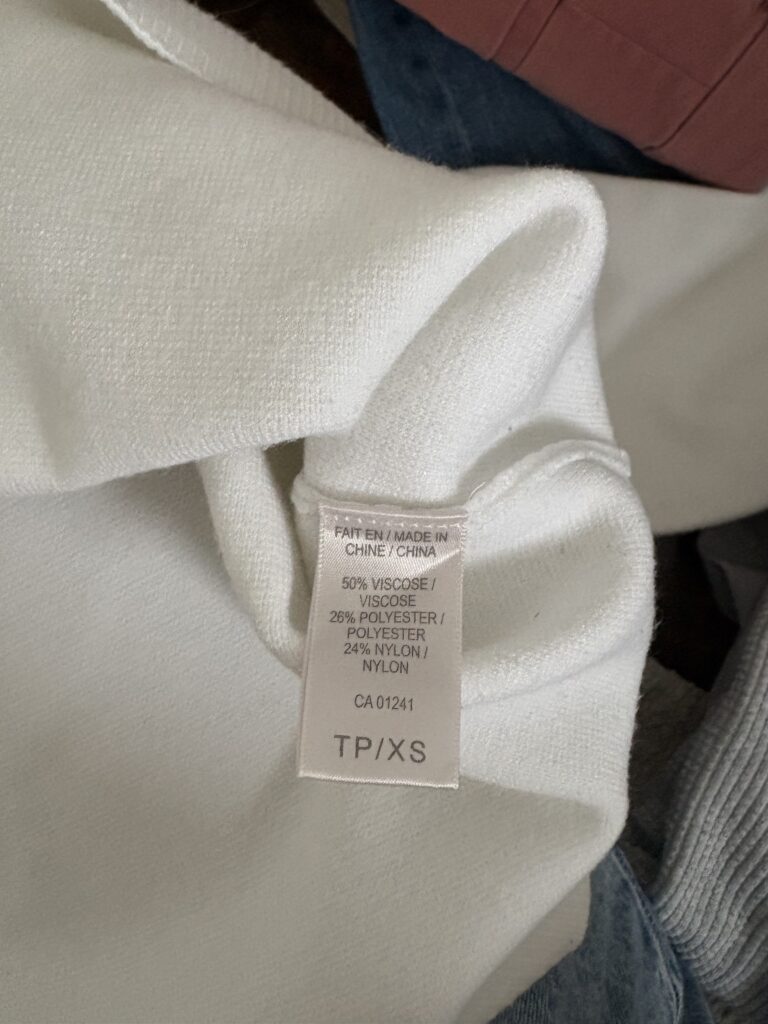 FAIT EN / MADE IN
CHINE / CHINA
50% VISCOSE /
VISCOSE
26% POLYESTER /
POLYESTER
24% NYLON /
NYLON
CA 01241
TP/XS